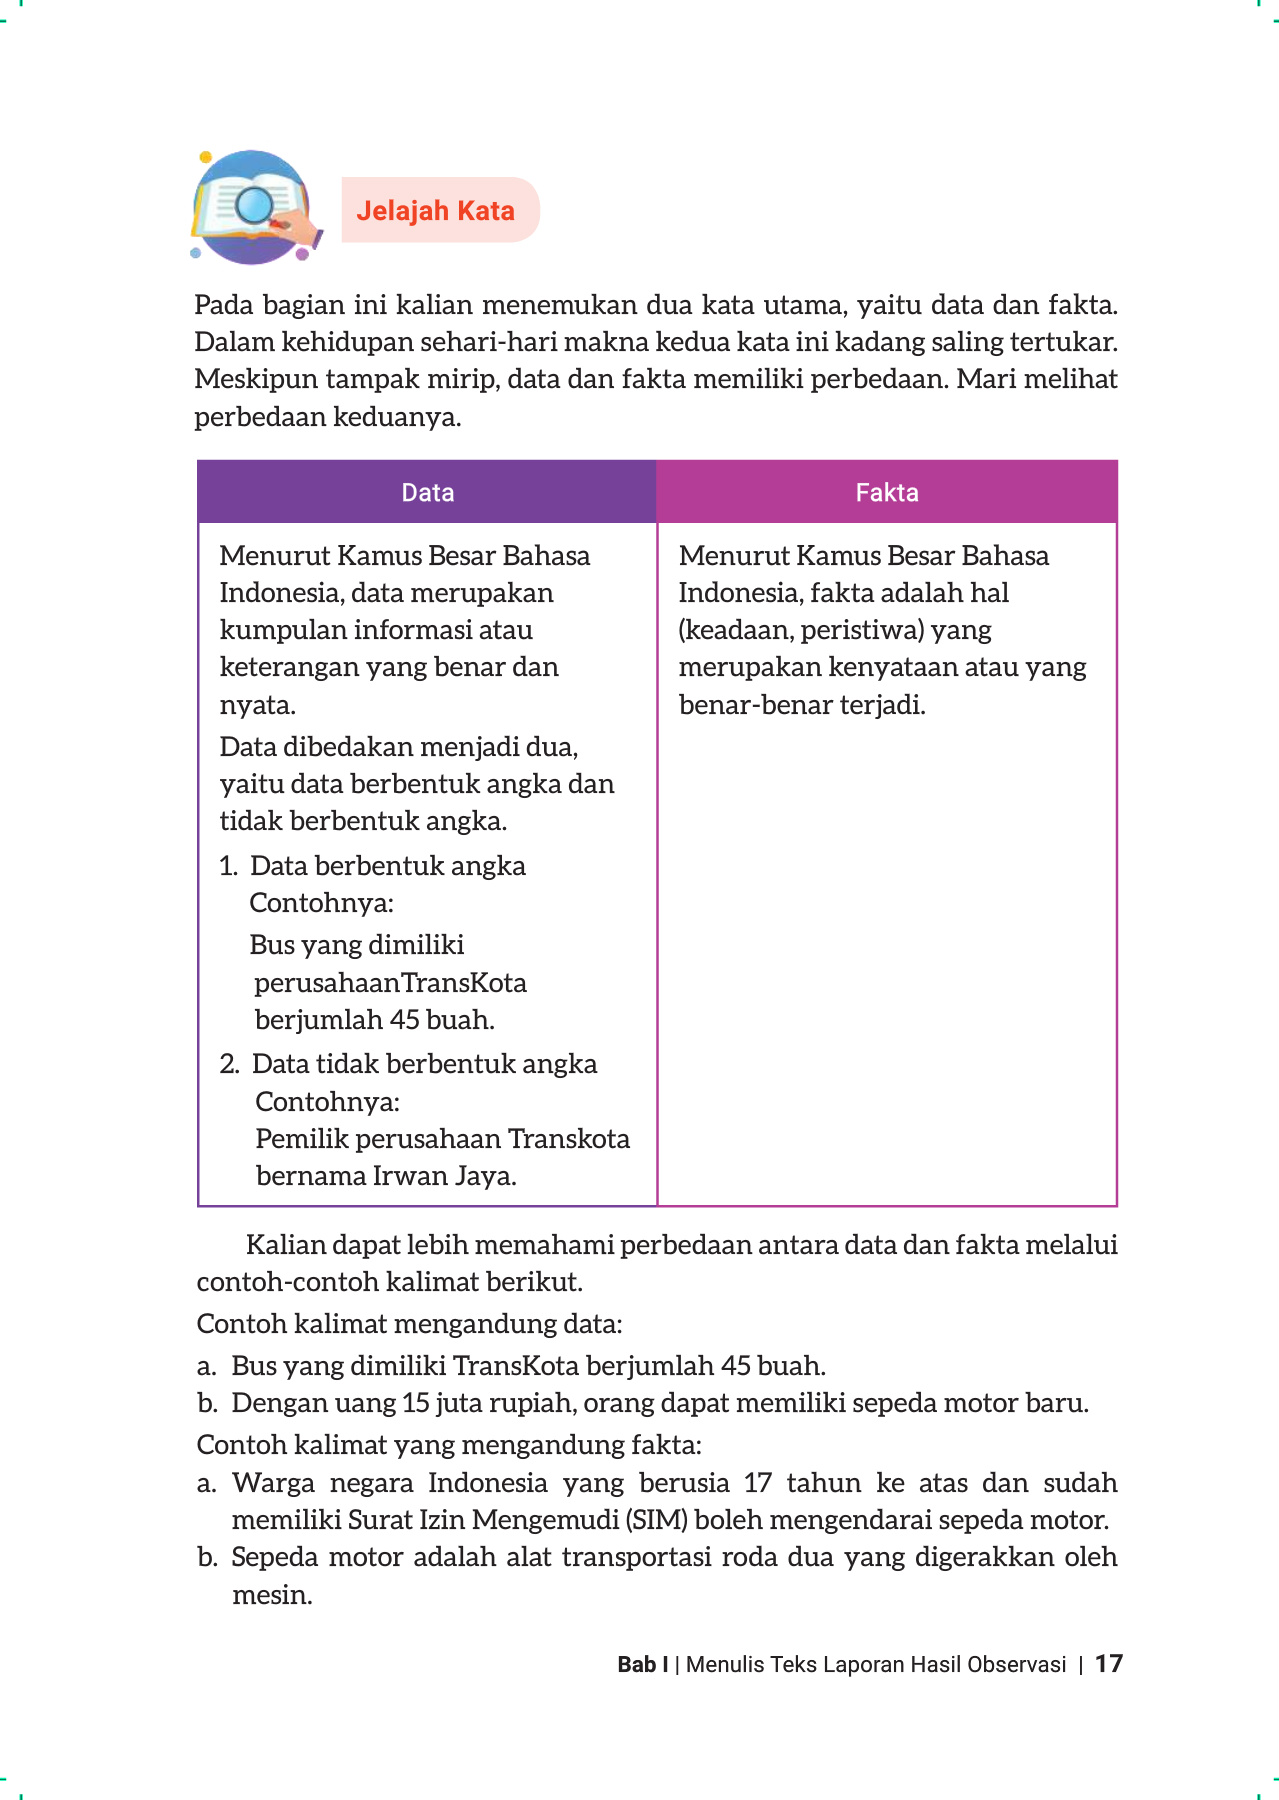 Jelajah Kata
Pada bagian ini kalian menemukan dua kata utama, yaitu data dan fakta.
Dalam kehidupan sehari-hari makna kedua kata ini kadang saling tertukar.
Meskipun tampak mirip, data dan fakta memiliki perbedaan. Mari melihat
perbedaan keduanya.
Data
Menurut Kamus Besar Bahasa
Indonesia, data merupakan
kumpulan informasi atau
keterangan yang benar dan
nyata.
Data dibedakan menjadi dua,
yaitu data berbentuk angka dan
tidak berbentuk angka.
1. Data berbentuk angka
Contohnya:
Bus yang dimiliki
perusahaanTransKota
berjumlah 45 buah.
2. Data tidak berbentuk angka
Contohnya:
Pemilik perusahaan Transkota
bernama Irwan Jaya.
Fakta
Menurut Kamus Besar Bahasa
Indonesia, fakta adalah hal
(keadaan, peristiwa) yang
merupakan kenyataan atau yang
benar-benar terjadi.
Kalian dapat lebih memahami perbedaan antara data dan fakta melalui
contoh-contoh kalimat berikut.
Contoh kalimat mengandung data:
a. Bus yang dimiliki TransKota berjumlah 45 buah.
b. Dengan uang 15 juta rupiah, orang dapat memiliki sepeda motor baru.
Contoh kalimat yang mengandung fakta:
a. Warga negara Indonesia yang berusia 17 tahun ke atas dan sudah
memiliki Surat Izin Mengemudi (SIM) boleh mengendarai sepeda motor.
b. Sepeda motor adalah alat transportasi roda dua yang digerakkan oleh
mesin.
Bab I | Menulis Teks Laporan Hasil Observasi | 17